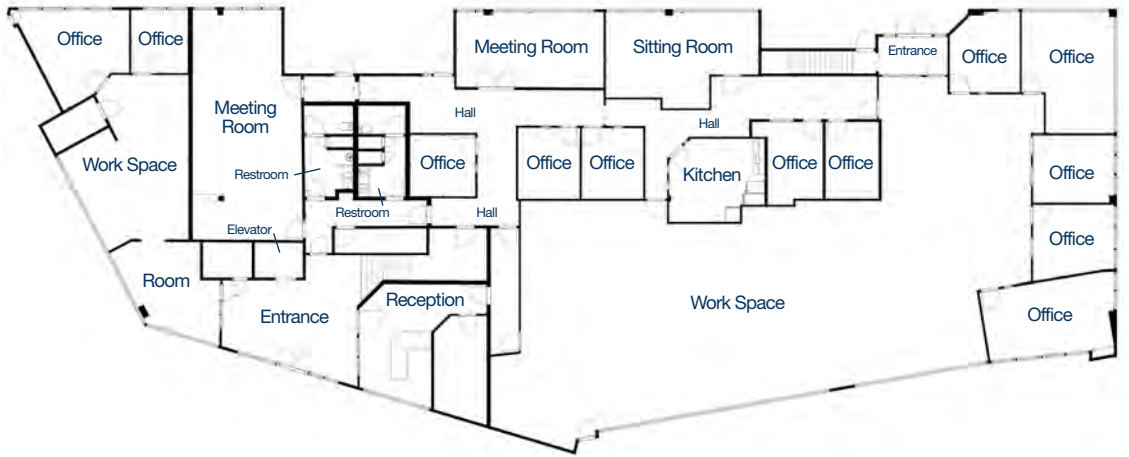 Office
Office
Meeting Room
Sitting Room
Entrance
Office
Office
Meeting
Room
Hall
Hall
Work Space
Restroom
Office
Office
Office
Kitchen
Office
Office
Office
Restroom
Hall
Elevator
Office
Room
Entrance
Reception
Work Space
Office